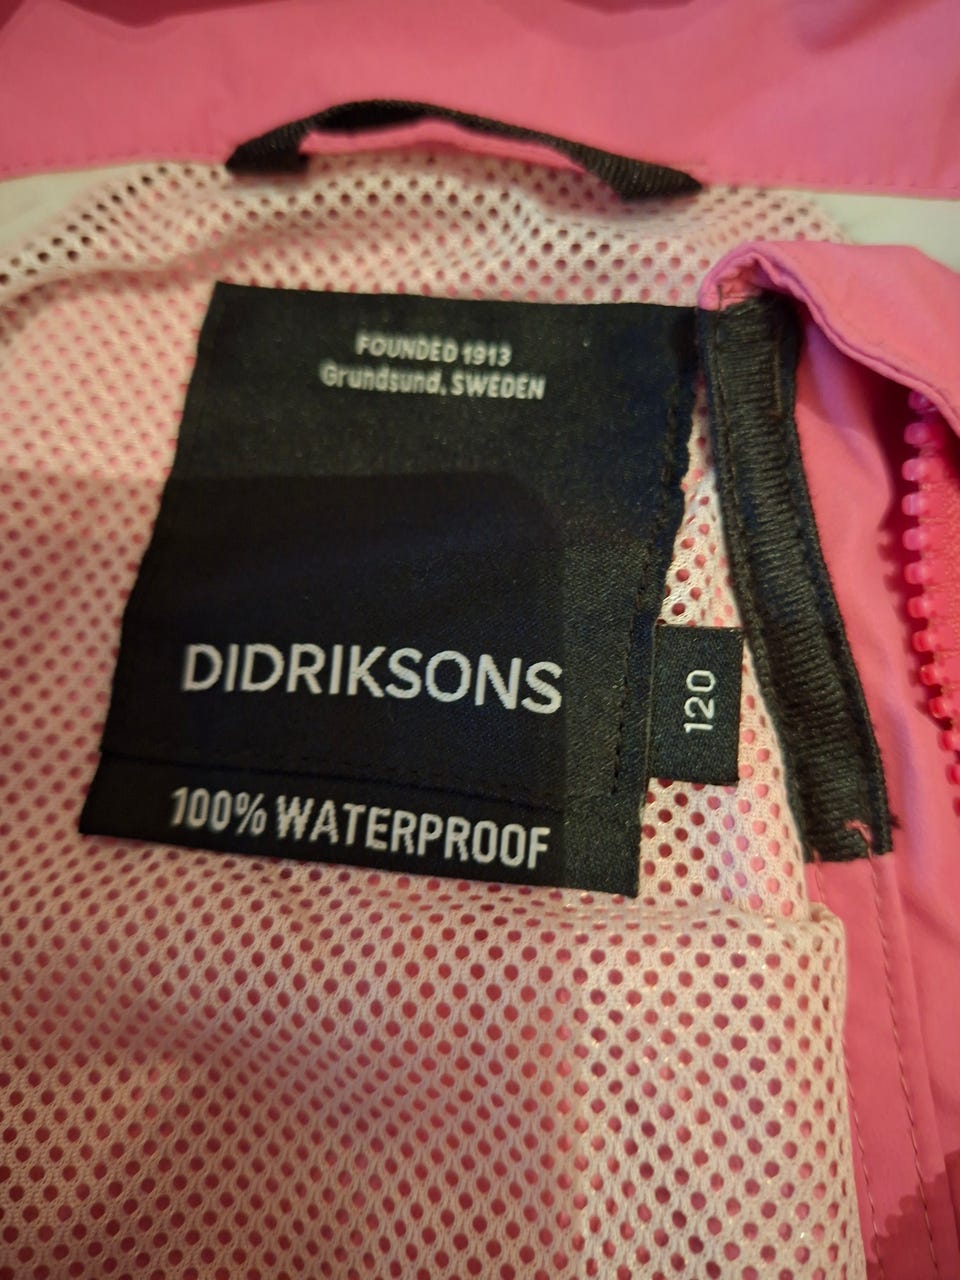 FOUNDED 1913
Grundsund, SWEDEN
DIDRIKSONS
120
100% WATERPROOF